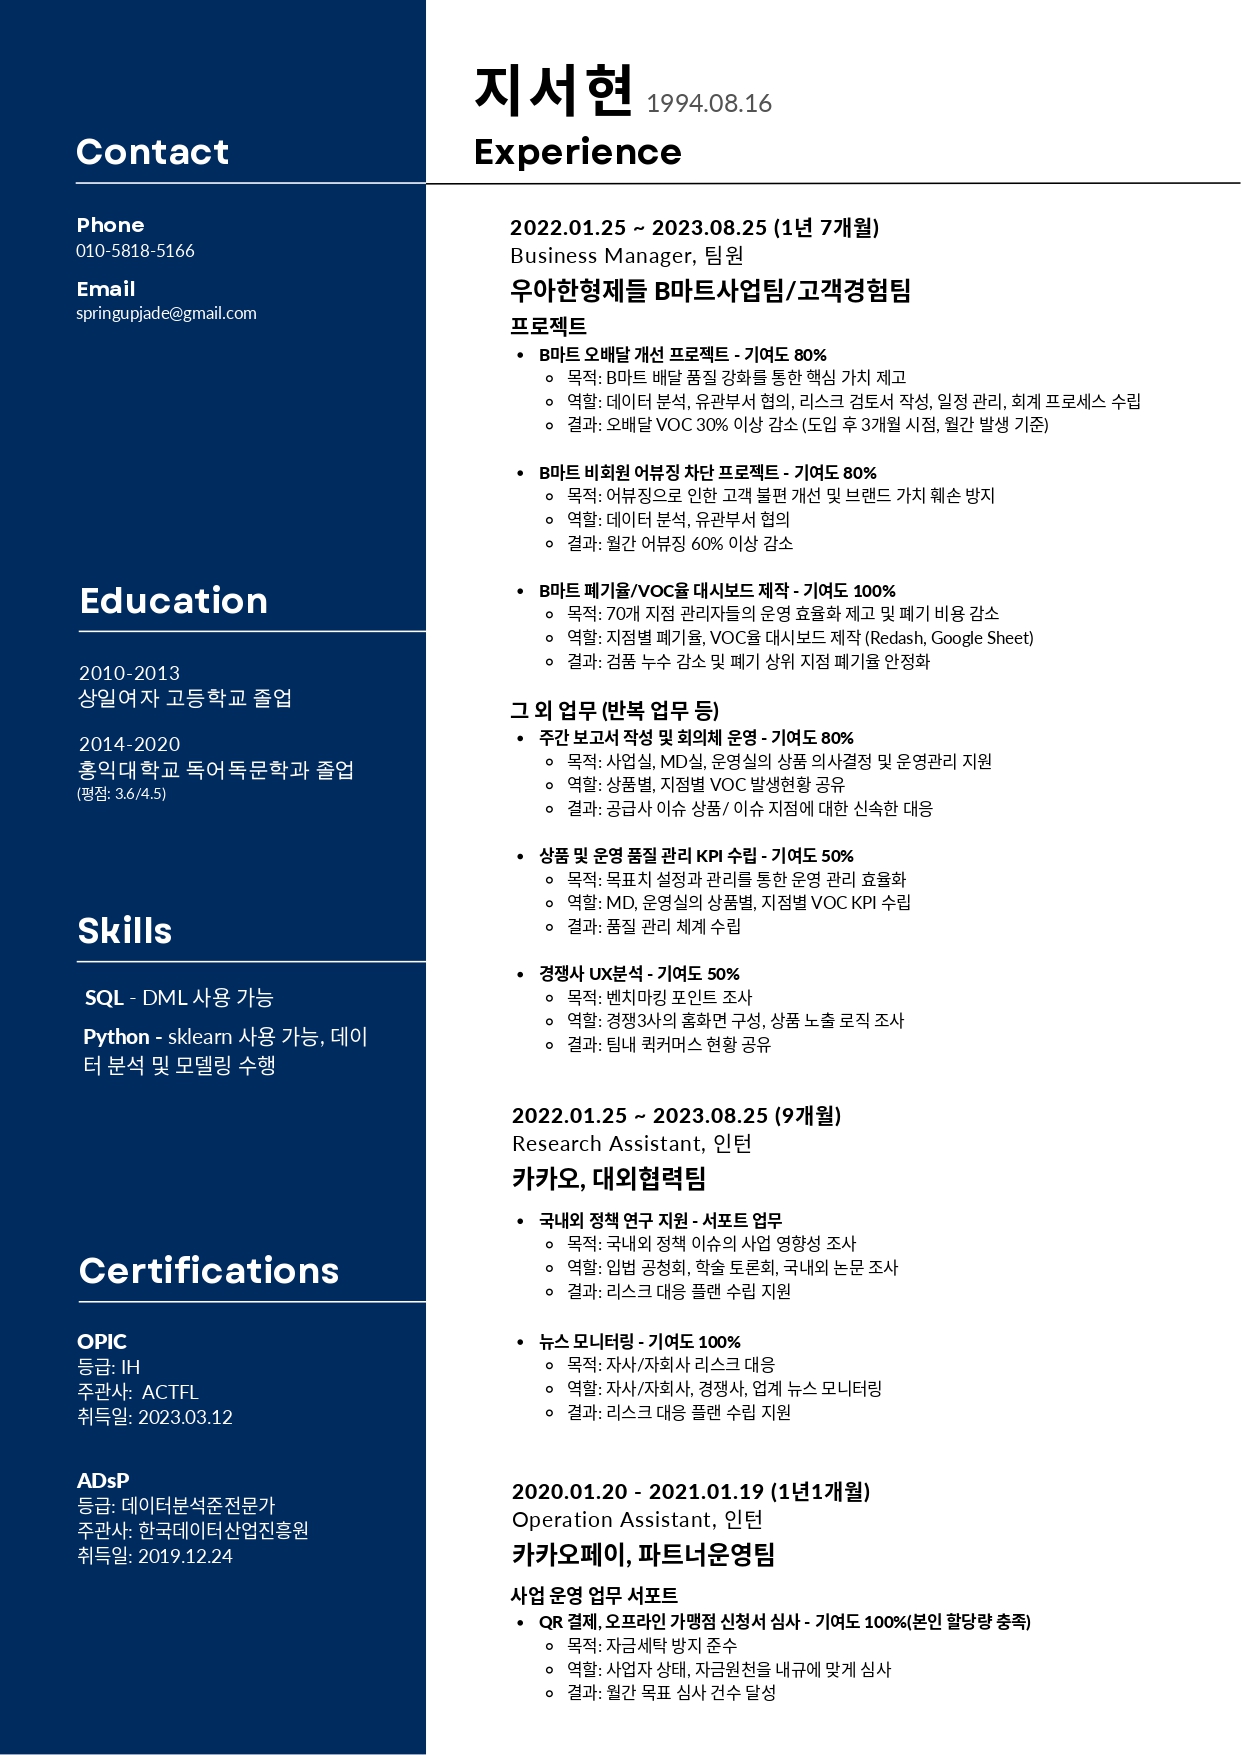 지서현 1994.08.16
Contact
Phone
010-5818-5166
Email
springupjade@gmail.com
Education
2010-2013
상일여자 고등학교 졸업
2014-2020
홍익대학교 독어독문학과 졸업
(평점: 3.6/4.5)
Skills
SQL - DML 사용 가능
Python - sklearn 사용 가능, 데이
터 분석 및 모델링 수행
Certifications
OPIC
등급: IH
주관사: ACTFL
취득일: 2023.03.12
ADsP
등급: 데이터분석준전문가
주관사: 한국데이터산업진흥원
취득일: 2019.12.24
Experience
2022.01.25 ~ 2023.08.25 (1년 7개월)
Business Manager, 팀원
우아한형제들 B마트사업팀/고객경험팀
프로젝트
• B마트 오배달 개선 프로젝트 - 기여도 80%
◦ 목적: B마트 배달 품질 강화를 통한 핵심 가치 제고
◦ 역할: 데이터 분석, 유관부서 협의, 리스크 검토서 작성, 일정 관리, 회계 프로세스 수립
◦ 결과: 오배달 VOC 30% 이상 감소 (도입 후 3개월 시점, 월간 발생 기준)
• B마트 비회원 어뷰징 차단 프로젝트 - 기여도 80%
◦ 목적: 어뷰징으로 인한 고객 불편 개선 및 브랜드 가치 훼손 방지
◦ 역할: 데이터 분석, 유관부서 협의
◦ 결과: 월간 어뷰징 60% 이상 감소
• B마트 폐기율/VOC율 대시보드 제작 - 기여도 100%
◦ 목적: 70개 지점 관리자들의 운영 효율화 제고 및 폐기 비용 감소
◦ 역할: 지점별 폐기율, VOC율 대시보드 제작 (Redash, Google Sheet)
◦ 결과: 검품 누수 감소 및 폐기 상위 지점 폐기율 안정화
그 외 업무 (반복 업무 등)
• 주간 보고서 작성 및 회의체 운영 - 기여도 80%
◦ 목적: 사업실, MD실, 운영실의 상품 의사결정 및 운영관리 지원
◦ 역할: 상품별, 지점별 VOC 발생현황 공유
◦ 결과: 공급사 이슈 상품/ 이슈 지점에 대한 신속한 대응
• 상품 및 운영 품질 관리 KPI 수립 - 기여도 50%
◦ 목적: 목표치 설정과 관리를 통한 운영 관리 효율화
◦ 역할: MD, 운영실의 상품별, 지점별 VOC KPI 수립
◦ 결과: 품질 관리 체계 수립
• 경쟁사 UX분석 - 기여도 50%
◦ 목적: 벤치마킹 포인트 조사
◦ 역할: 경쟁3사의 홈화면 구성, 상품 노출 로직 조사
◦ 결과: 팀내 퀵커머스 현황 공유
2022.01.25 ~ 2023.08.25 (9개월)
Research Assistant, 인턴
카카오, 대외협력팀
• 국내외 정책 연구 지원 - 서포트 업무
◦ 목적: 국내외 정책 이슈의 사업 영향성 조사
◦ 역할: 입법 공청회, 학술 토론회, 국내외 논문 조사
◦ 결과: 리스크 대응 플랜 수립 지원
• 뉴스 모니터링 - 기여도 100%
◦ 목적: 자사/자회사 리스크 대응
◦ 역할: 자사/자회사, 경쟁사, 업계 뉴스 모니터링
◦ 결과: 리스크 대응 플랜 수립 지원
2020.01.20 - 2021.01.19 (1년1개월)
Operation Assistant, 인턴
카카오페이, 파트너운영팀
사업 운영 업무 서포트
• QR 결제, 오프라인 가맹점 신청서 심사 - 기여도 100%(본인 할당량 충족)
◦ 목적: 자금세탁 방지 준수
◦ 역할: 사업자 상태, 자금원천을 내규에 맞게 심사
◦ 결과: 월간 목표 심사 건수 달성